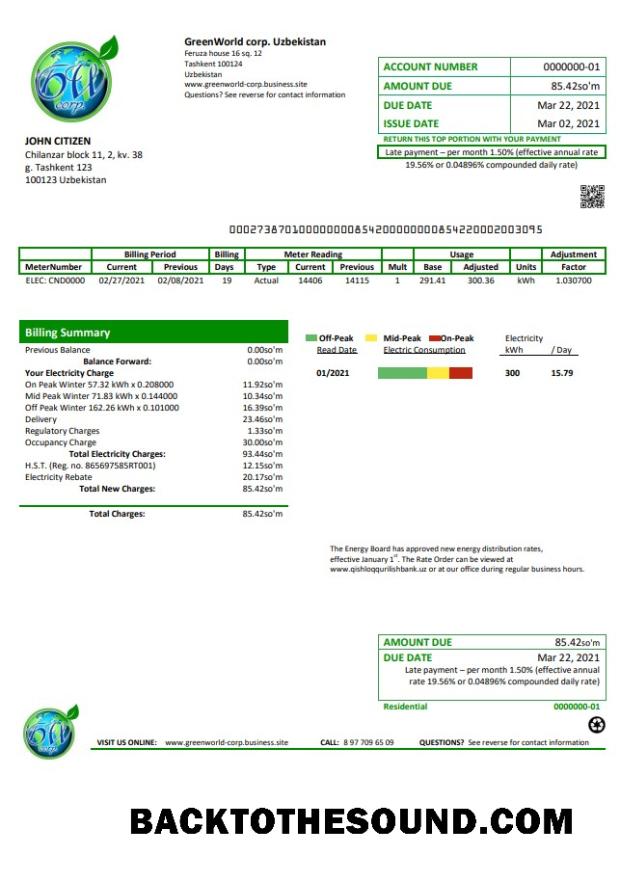 GreenWorld corp. Uzbekistan
Feruza house 16 sq. 12
Tashkent 100124
Uzbekistan
www.greenworld-corp.business.site
Questions? See reverse for contact information
GW
corp.
ACCOUNT NUMBER 0000000-01
AMOUNT DUE 85.42so'm
DUE DATE Mar 22, 2021
ISSUE DATE Mar 02, 2021
RETURN THIS TOP PORTION WITH YOUR PAYMENT
Late payment – per month 1.50% (effective annual rate
19.56% or 0.04896% compounded daily rate)
JOHN CITIZEN
Chilanzar block 11, 2, kv. 38
g. Tashkent 123
100123 Uzbekistan
Billing Period Billing Meter Reading Usage Adjustment
MeterNumber Current Previous Days Type Current Previous Mult Base Adjusted Units Factor
ELEC: CND0000 02/27/2021 02/08/2021 19 Actual 14406 14115 1 291.41 300.36 kWh 1.030700
Billing Summary
Previous Balance 0.00so'm
Balance Forward: 0.00so'm
Your Electricity Charge
On Peak Winter 57.32 kWh x 0.208000 11.92so'm
Mid Peak Winter 71.83 kWh x 0.144000 10.34so'm
Off Peak Winter 162.26 kWh x 0.101000 16.39so'm
Delivery 23.46so'm
Regulatory Charges 1.33so'm
Occupancy Charge 30.00so'm
Total Electricity Charges: 93.44so'm
H.S.T. (Reg. no. 865697585RT001) 12.15so'm
Electricity Rebate 20.17so'm
Total New Charges: 85.42so'm
Total Charges: 85.42so'm
Off-Peak Mid-Peak On-Peak Electricity
Read Date Electric Consumption kWh / Day
01/2021 300 15.79
The Energy Board has approved new energy distribution rates,
effective January 1st. The Rate Order can be viewed at
www.qishloqqurilishbank.uz or at our office during regular business hours.
AMOUNT DUE 85.42so'm
DUE DATE Mar 22, 2021
Late payment – per month 1.50% (effective annual
rate 19.56% or 0.04896% compounded daily rate)
Residential 0000000-01
VISIT US ONLINE: www.greenworld-corp.business.site CALL: 8 97 709 65 09 QUESTIONS? See reverse for contact information
BACKTOTHESOUND.COM